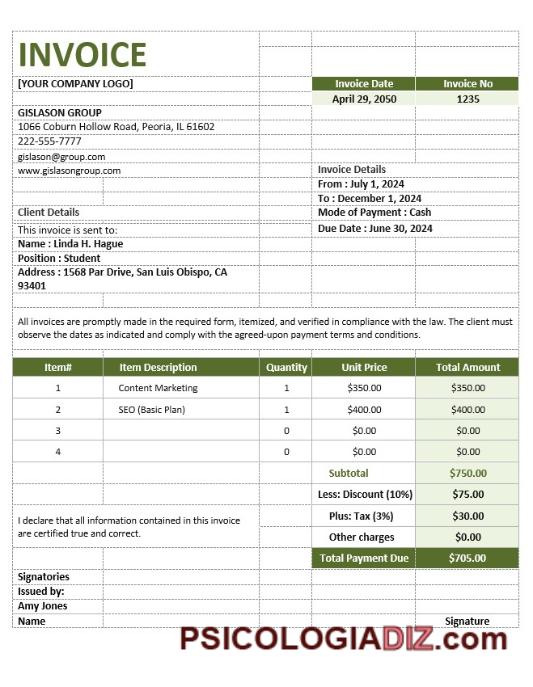 INVOICE
[YOUR COMPANY LOGO]
Invoice Date Invoice No
April 29, 2050 1235
GISLASON GROUP
1066 Coburn Hollow Road, Peoria, IL 61602
222-555-7777
gislason@group.com
www.gislasongroup.com
Invoice Details
From : July 1, 2024
To : December 1, 2024
Mode of Payment : Cash
Due Date : June 30, 2024
Client Details
This invoice is sent to:
Name : Linda H. Hague
Position : Student
Address : 1568 Par Drive, San Luis Obispo, CA
93401
All invoices are promptly made in the required form, itemized, and verified in compliance with the law. The client must
observe the dates as indicated and comply with the agreed-upon payment terms and conditions.
Item# Item Description Quantity Unit Price Total Amount
1 Content Marketing 1 $350.00 $350.00
2 SEO (Basic Plan) 1 $400.00 $400.00
3 0 $0.00 $0.00
4 0 $0.00 $0.00
Subtotal $750.00
Less: Discount (10%) $75.00
Plus: Tax (3%) $30.00
Other charges $0.00
Total Payment Due $705.00
I declare that all information contained in this invoice
are certified true and correct.
Signatories
Issued by:
Amy Jones
Name Signature
PSICOLOGIADIZ.com